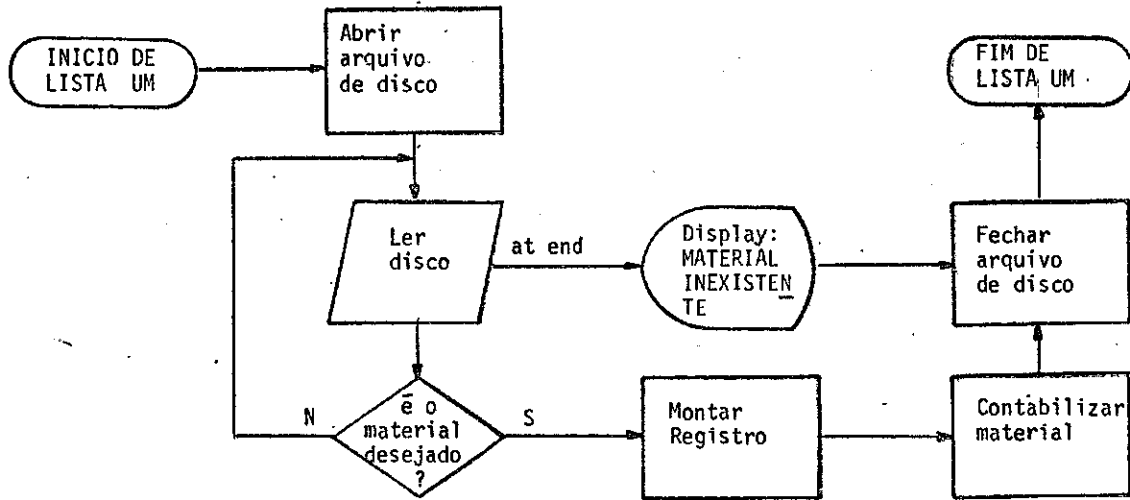 INICIO DE
LISTA UM
Abrir
arquivo
de disco
FIM DE
LISTA UM
Ler
disco
at end
Display:
MATERIAL
INEXISTEN
TE
Fechar
arquivo
de disco
é o
material
desejado
?
N
S
Montar
Registro
Contabilizar
material